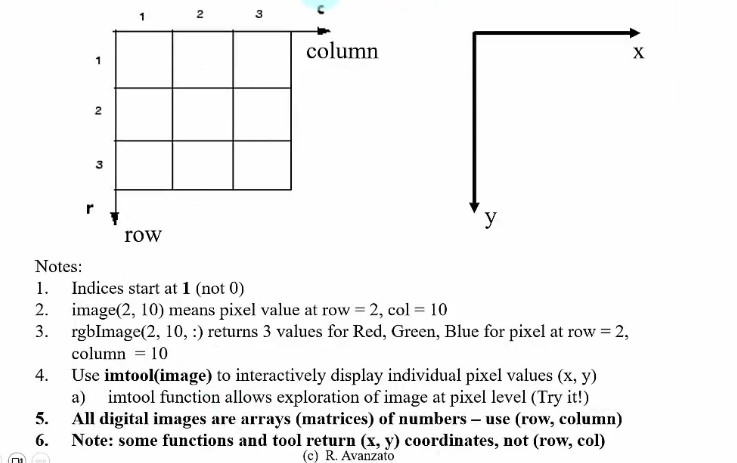 1 2 3 c
column
x
1
2
3
r
row
y
Notes:
1. Indices start at 1 (not 0)
2. image(2, 10) means pixel value at row = 2, col = 10
3. rgbImage(2, 10, :) returns 3 values for Red, Green, Blue for pixel at row = 2,
column = 10
4. Use imtool(image) to interactively display individual pixel values (x, y)
a) imtool function allows exploration of image at pixel level (Try it!)
5. All digital images are arrays (matrices) of numbers – use (row, column)
6. Note: some functions and tool return (x, y) coordinates, not (row, col)
(c) R. Avanzato